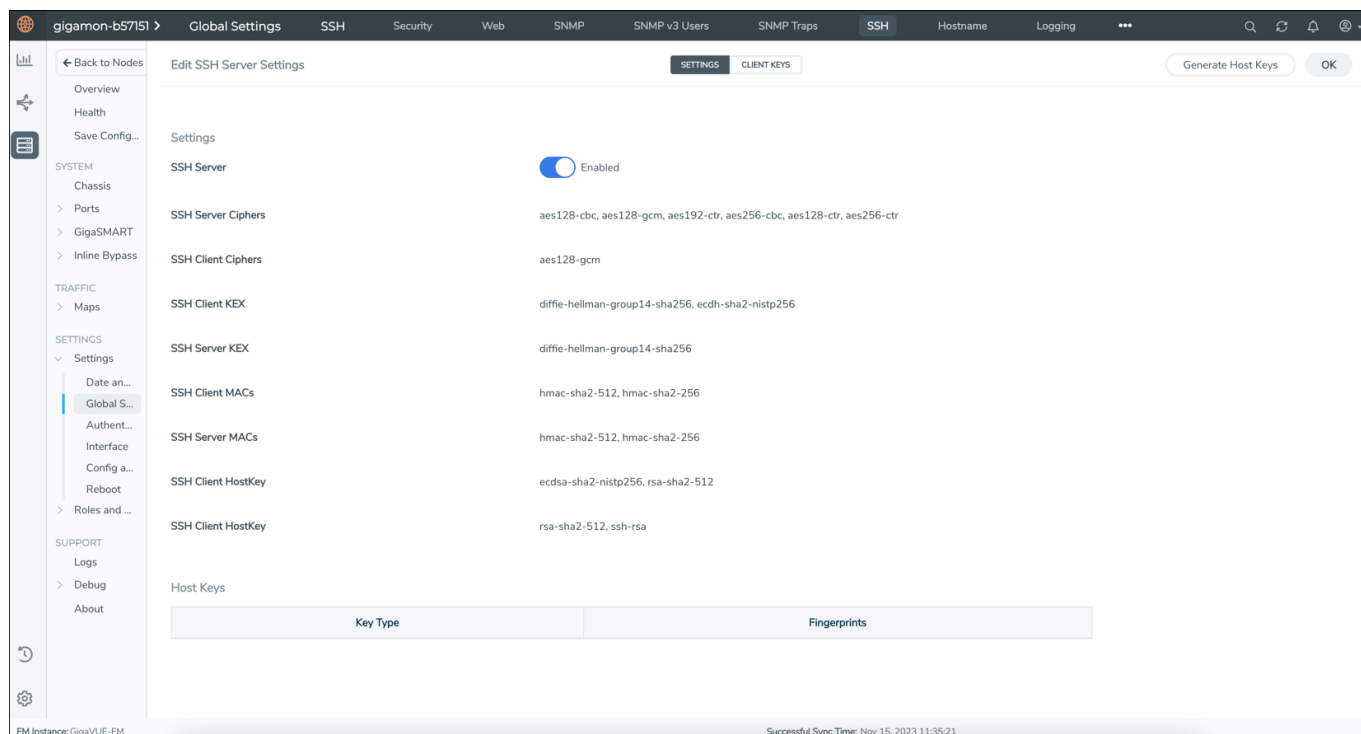 gigamon-b57151 > Global Settings SSH Security Web SNMP SNMP v3 Users SNMP Traps SSH Hostname Logging •••
← Back to Nodes
Edit SSH Server Settings SETTINGS CLIENT KEYS Generate Host Keys OK
Overview
Health
Save Config...
SYSTEM
Chassis
> Ports
> GigaSMART
> Inline Bypass
TRAFFIC
> Maps
SETTINGS
Settings
Date an...
Global S...
Authent...
Interface
Config a...
Reboot
> Roles and ...
SUPPORT
Logs
> Debug
About
Settings
SSH Server Enabled
SSH Server Ciphers aes128-cbc, aes128-gcm, aes192-ctr, aes256-cbc, aes128-ctr, aes256-ctr
SSH Client Ciphers aes128-gcm
SSH Client KEX diffie-hellman-group14-sha256, ecdh-sha2-nistp256
SSH Server KEX diffie-hellman-group14-sha256
SSH Client MACs hmac-sha2-512, hmac-sha2-256
SSH Server MACs hmac-sha2-512, hmac-sha2-256
SSH Client HostKey ecdsa-sha2-nistp256, rsa-sha2-512
SSH Client HostKey rsa-sha2-512, ssh-rsa
Host Keys
Key Type Fingerprints
FM Instance: GigaVUE-FM Successful Sync Time: Nov 15, 2023 11:35:21